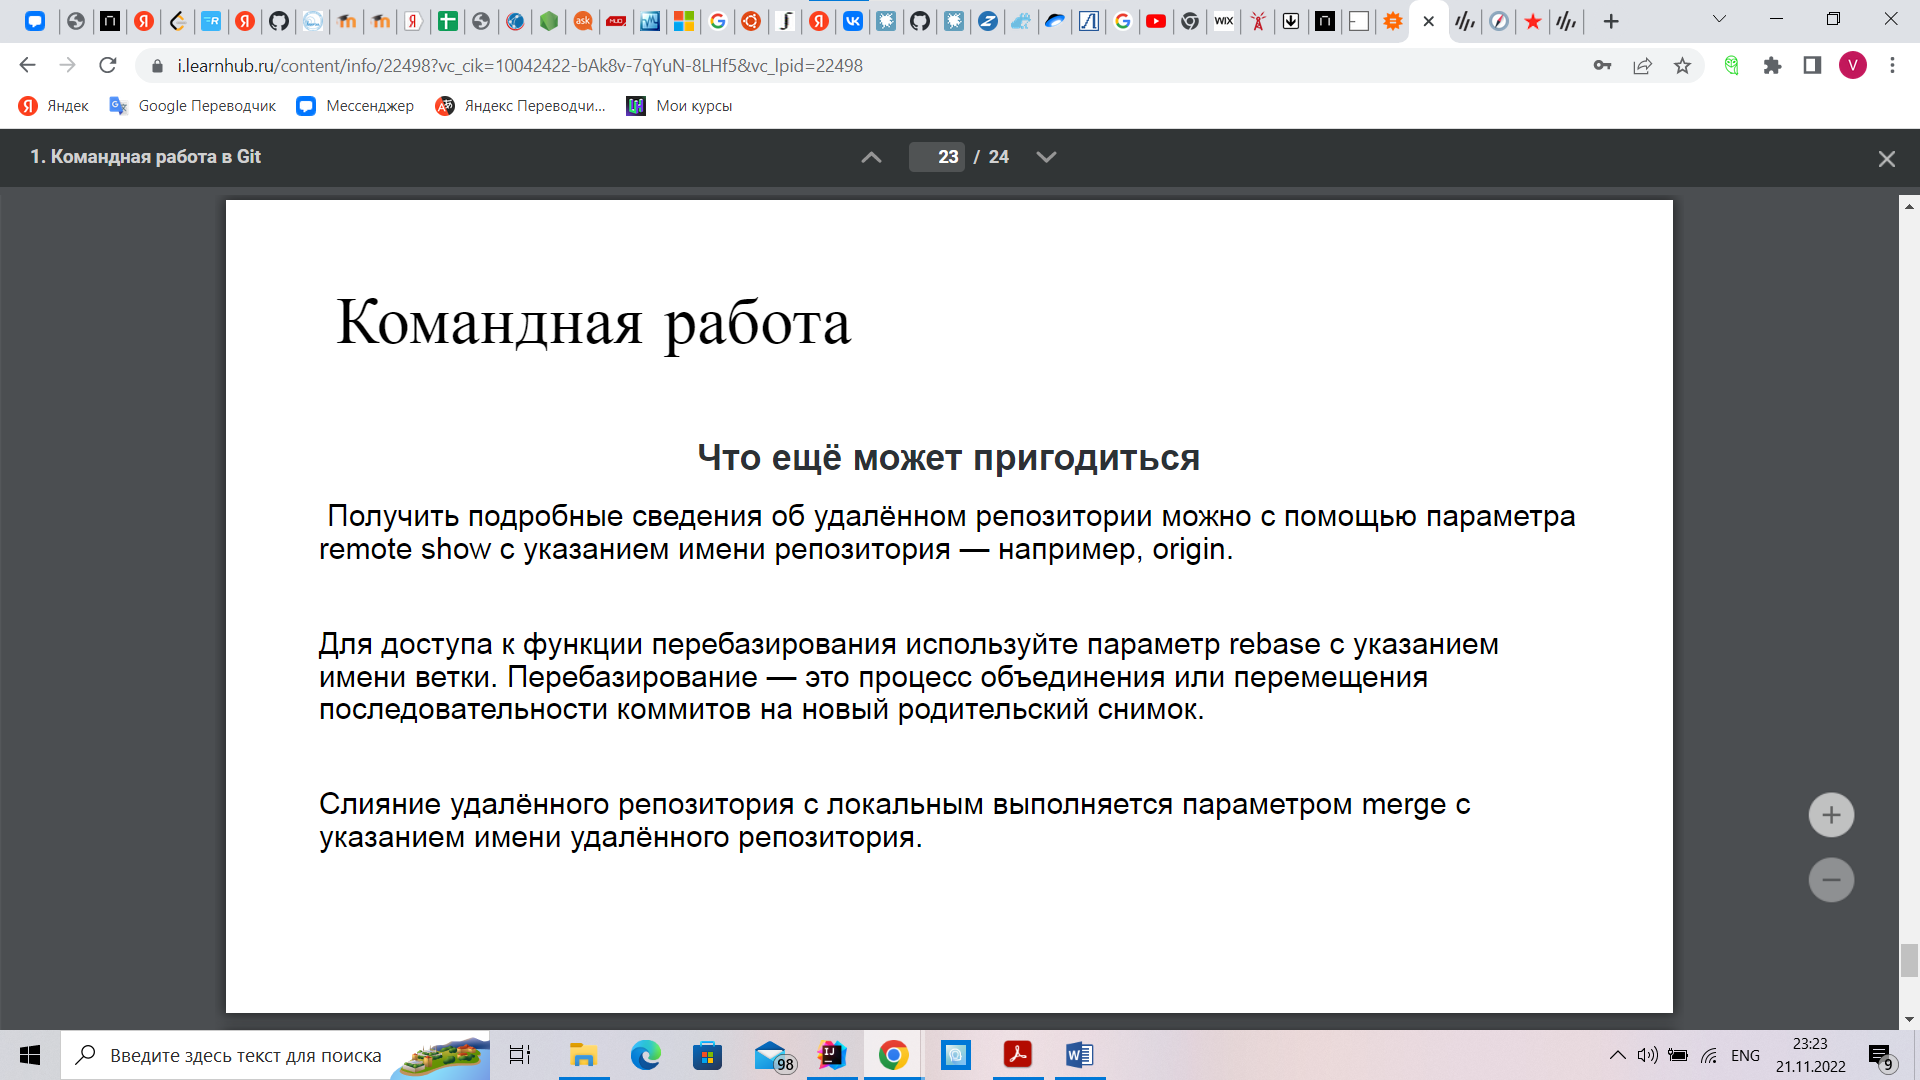 i.learnhub.ru/content/info/22498?vc_cik=10042422-bAk8v-7qYuN-8LHf5&vc_lpid=22498
V
Яндек
Google Переводчик
Мессенджер
Яндекс Переводчи...
Мои курсы
1. Командная работа в Git
23 / 24
Командная работа
Что ещё может пригодиться
Получить подробные сведения об удалённом репозитории можно с помощью параметра
remote show с указанием имени репозитория — например, origin.
Для доступа к функции перебазирования используйте параметр rebase с указанием
имени ветки. Перебазирование — это процесс объединения или перемещения
последовательности коммитов на новый родительский снимок.
Слияние удалённого репозитория с локальным выполняется параметром merge с
указанием имени удалённого репозитория.
Введите здесь текст для поиска
98
ENG
23:23
21.11.2022
9